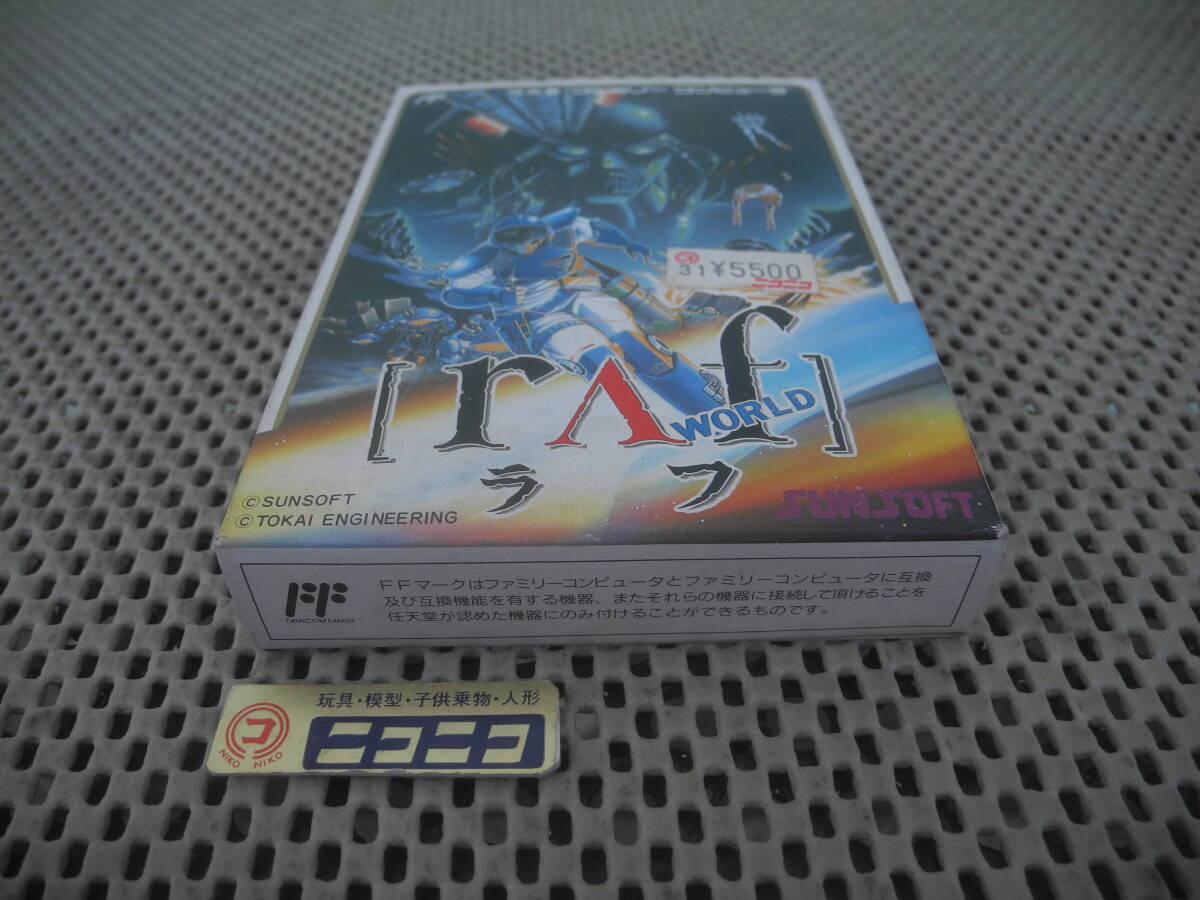 コ
31 ¥5500
ニコニコ
[rʌf]
WORLD
ラフ
©SUNSOFT
©TOKAI ENGINEERING
SUNSOFT
FF
FFマークはファミリーコンピュータとファミリーコンピュータに互換
及び互換機能を有する機器、またそれらの機器に接続して頂けることを
任天堂が認めた機器にのみ付けることができるものです。
玩具・模型・子供乗物・人形
コ
NIKO NIKO
ニコニコ